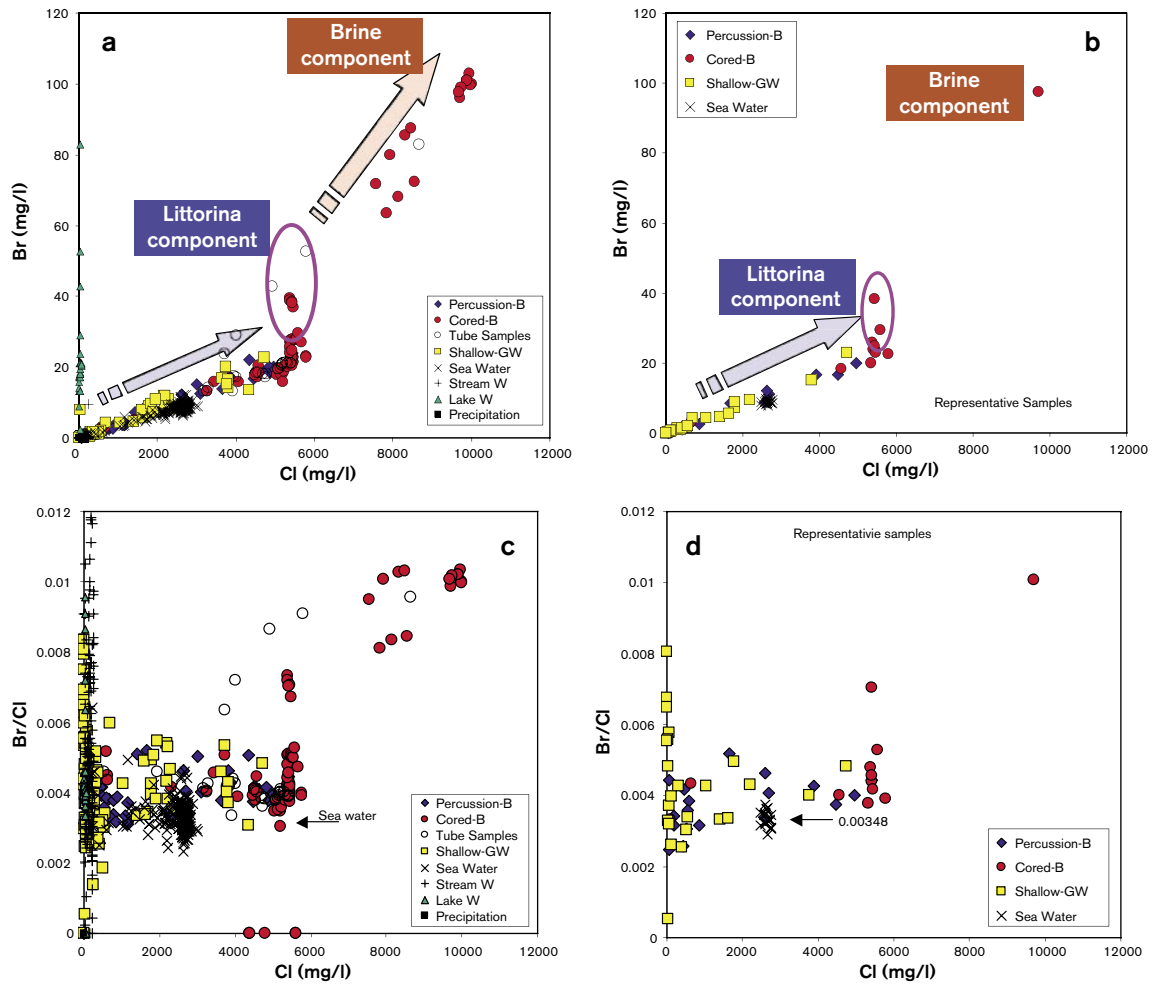 a
Brine
component
Littorina
component
120
100
80
60
40
20
0
Br (mg/l)
0
2000
4000
6000
8000
10000
12000
Cl (mg/l)
Percussion-B
Cored-B
Tube Samples
Shallow-GW
Sea Water
Stream W
Lake W
Precipitation
b
Percussion-B
Cored-B
Shallow-GW
Sea Water
Brine
component
Littorina
component
Representative Samples
120
100
80
60
40
20
0
Br (mg/l)
0
2000
4000
6000
8000
10000
12000
Cl (mg/l)
c
0.012
0.01
0.008
0.006
0.004
0.002
0
Br/Cl
Sea water
Percussion-B
Cored-B
Tube Samples
Shallow-GW
Sea Water
Stream W
Lake W
Precipitation
0
2000
4000
6000
8000
10000
12000
Cl (mg/l)
Representativie samples
d
0.012
0.01
0.008
0.006
0.004
0.002
0
Br/Cl
0.00348
Percussion-B
Cored-B
Shallow-GW
Sea Water
0
2000
4000
6000
8000
10000
12000
Cl (mg/l)